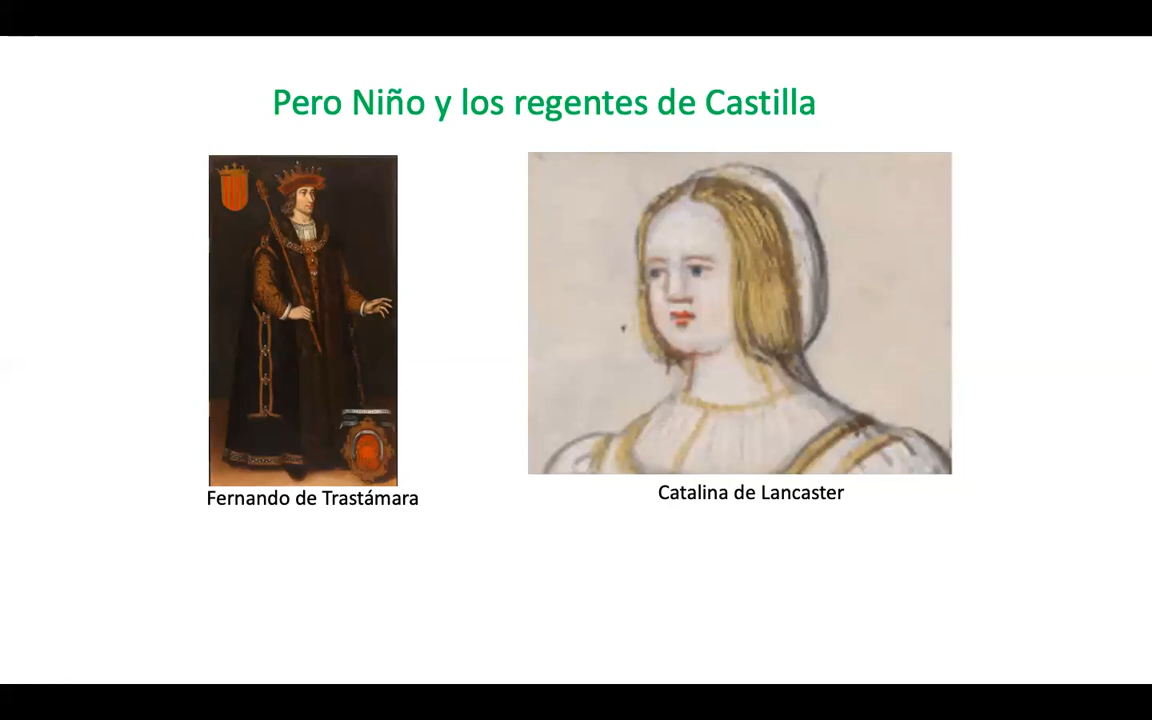 Pero Niño y los regentes de Castilla
Fernando de Trastámara
Catalina de Lancaster